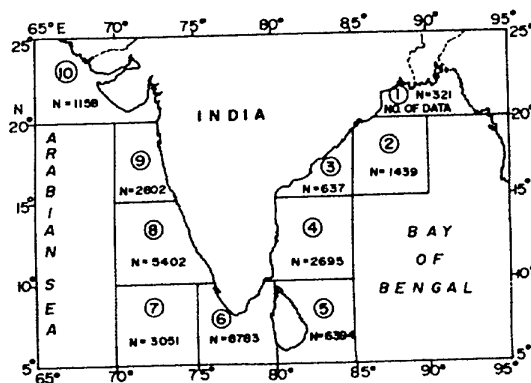 65°E 70° 75° 80° 85° 90° 95°
25° 25°
⑩
① N=321
N=1158
INDIA
NO. OF DATA
N
20° 20°
ARABIAN SEA
⑨ ③ ②
N=2802 N=637 N=1439
15° 15°
⑧ ④
BAY
OF
BENGAL
N=5402 N=2695
10° 10°
⑦ ⑥ ⑤
N=3051 N=8783 N=6394
5° 5°
65° 70° 75° 80° 85° 90° 95°